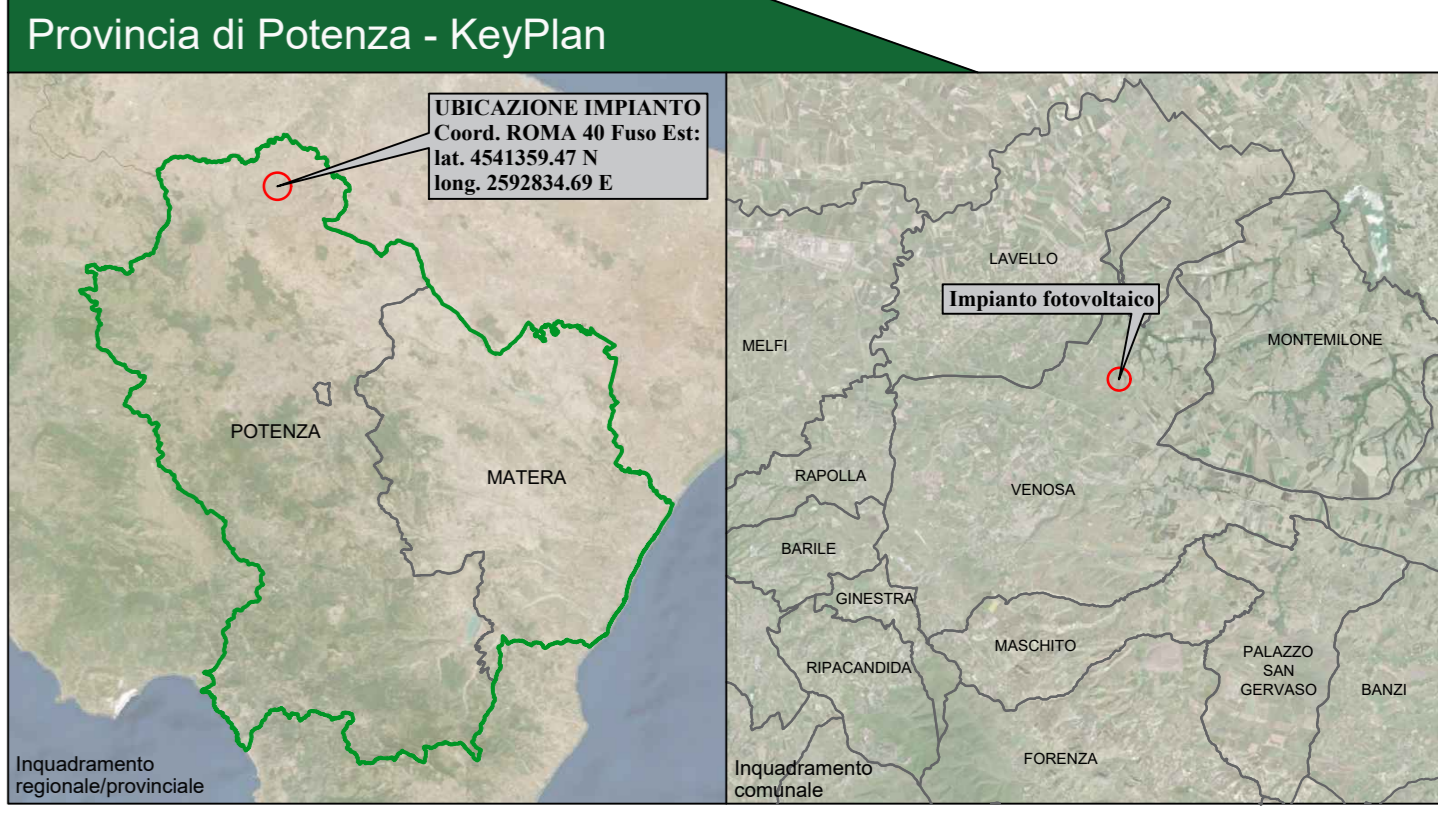 Provincia di Potenza - KeyPlan
UBICAZIONE IMPIANTO
Coord. ROMA 40 Fuso Est:
lat. 4541359.47 N
long. 2592834.69 E
POTENZA
MATERA
Inquadramento
regionale/provinciale
LAVELLO
Impianto fotovoltaico
MELFI
MONTEMILONE
RAPOLLA
VENOSA
BARILE
GINESTRA
MASCHITO
RIPACANDIDA
PALAZZO
SAN
GERVASO
BANZI
FORENZA
Inquadramento
comunale